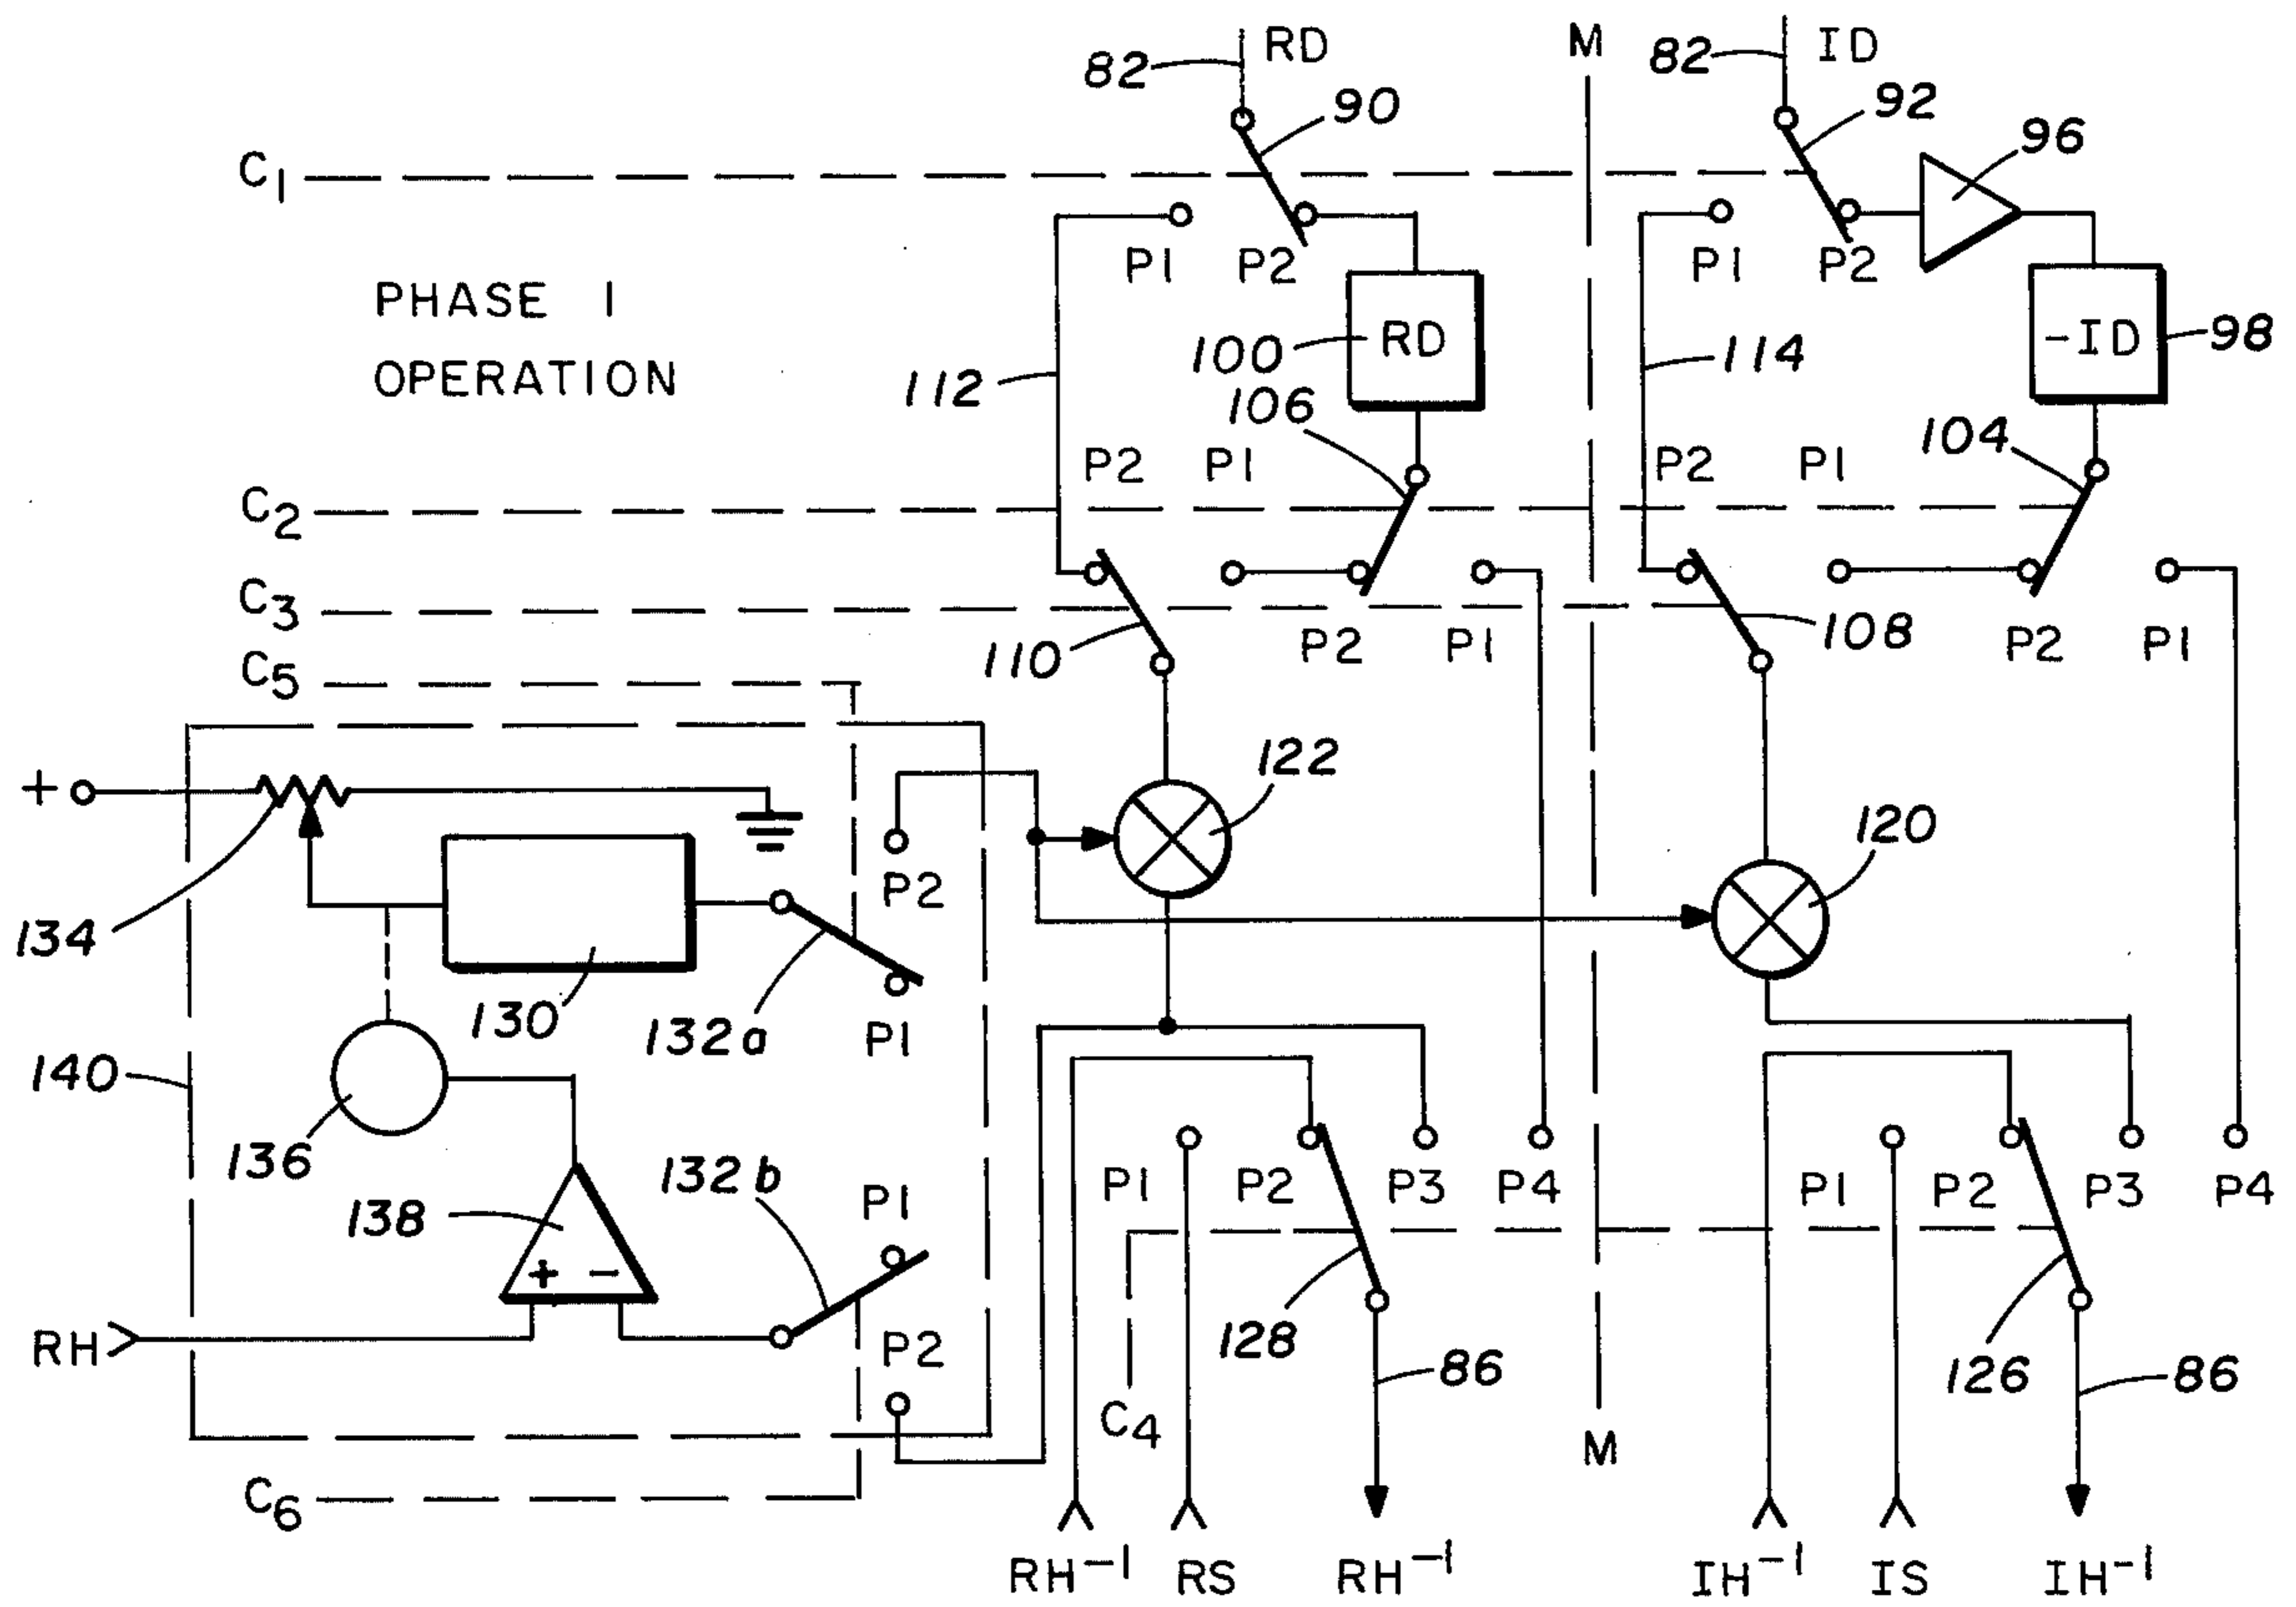 82 RD M 82 ID
90 92 96
C1
P1 P2 P1 P2
PHASE 1
OPERATION
100 RD 114 -ID 98
112 106
P2 P1 P2 P1 104
C2
C3
110 P2 P1 108 P2 P1
C5
+ 122
120
P2
134
130 132a P1
140
136 132b P1 P1 P2 P3 P4 P1 P2 P3 P4
138
+ -
RH P2 128 86 126 86
C4
M
C6
RH-1 RS RH-1 IH-1 IS IH-1